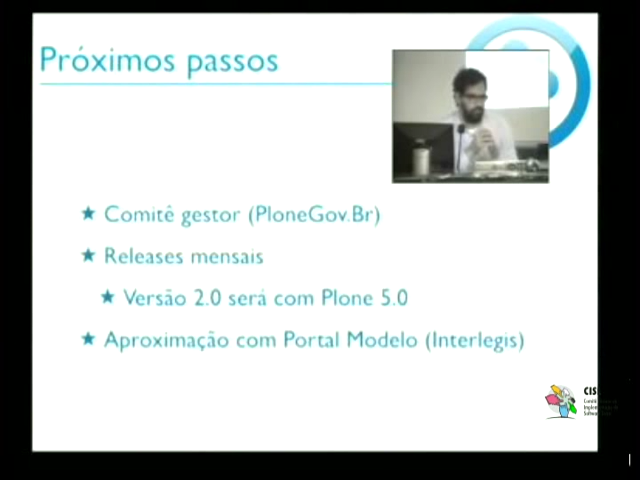 Próximos passos
★ Comitê gestor (PloneGov.Br)
★ Releases mensais
★ Versão 2.0 será com Plone 5.0
★ Aproximação com Portal Modelo (Interlegis)
CIS